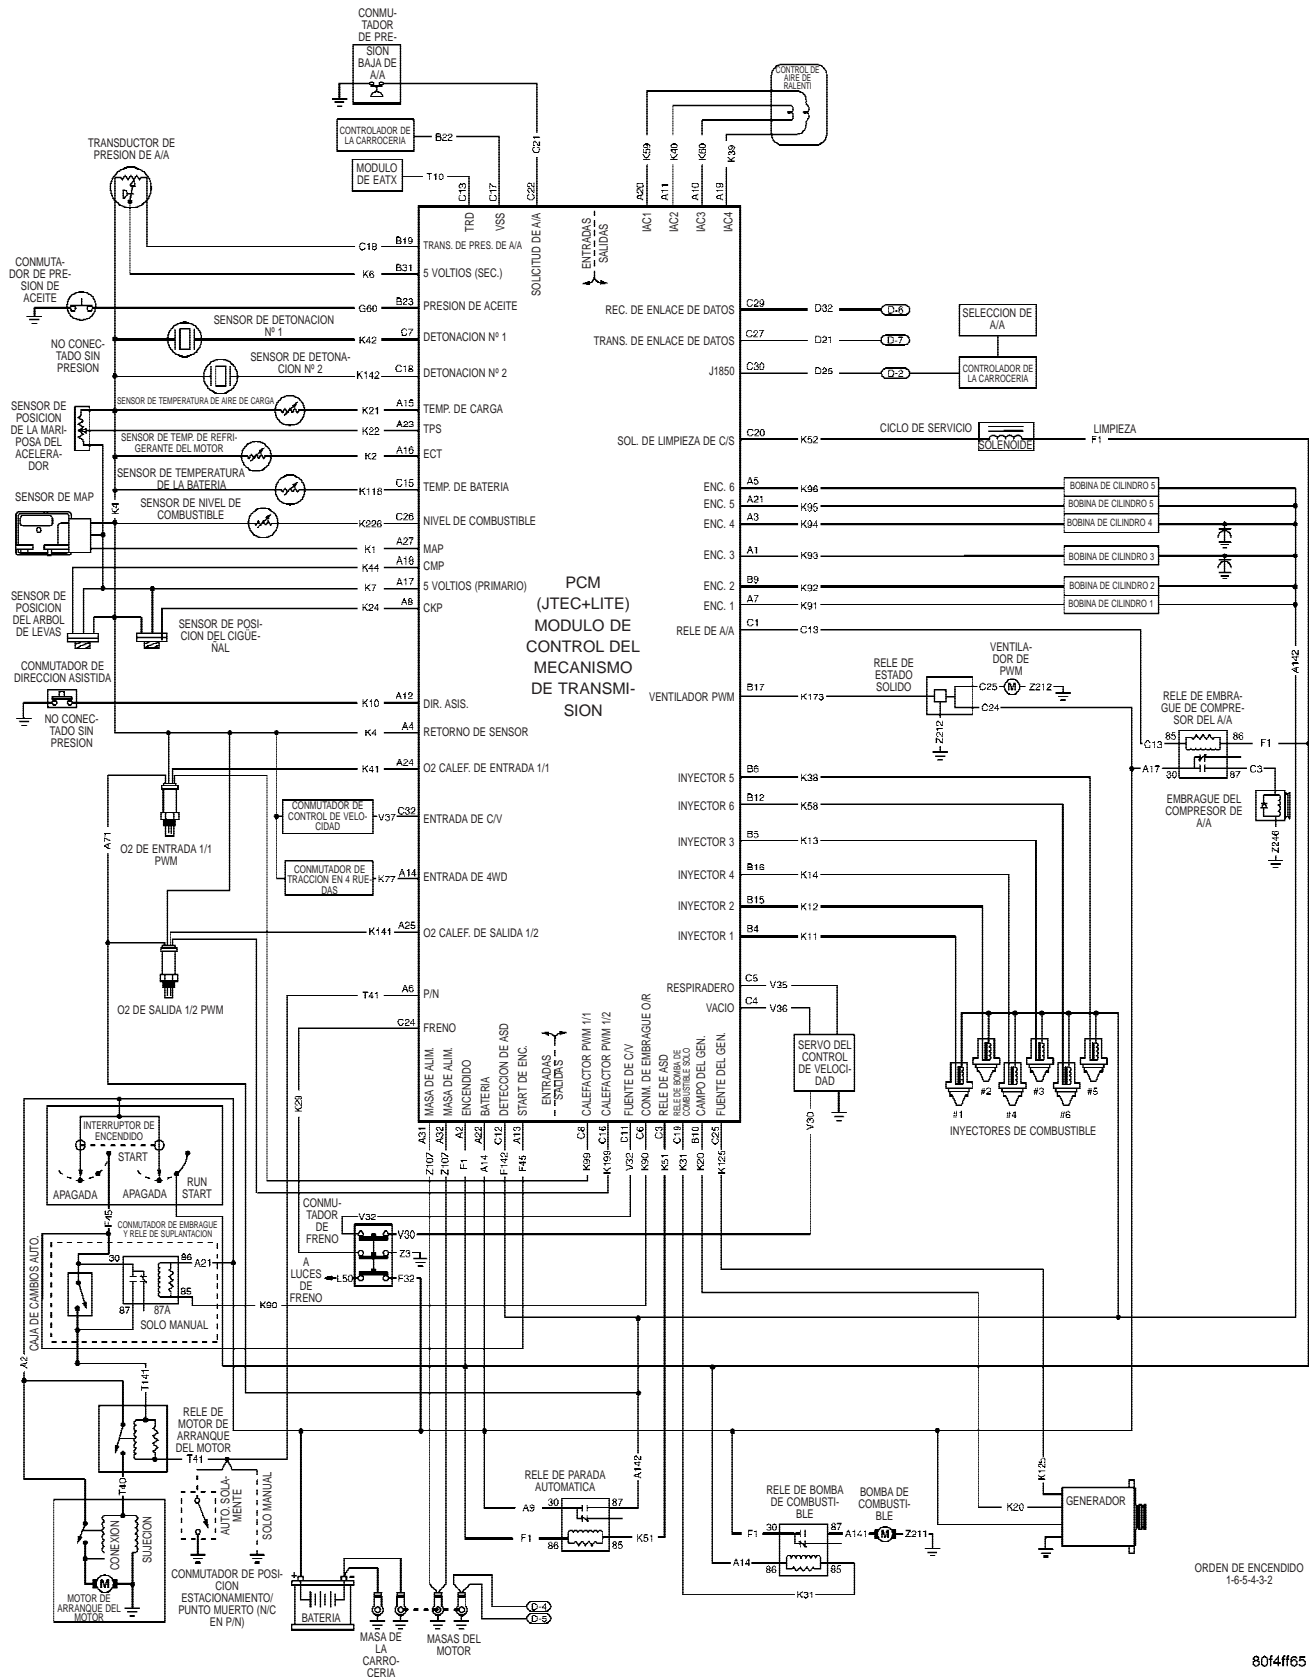 CONMU-
TADOR
DE PRE-
SION
BAJA DE
A/A
CONTROL DE
AIRE DE
RALENTI
CONTROLADOR DE
LA CARROCERIA
B22
C21
K59
K40
K60
K39
TRANSDUCTOR DE
PRESION DE A/A
MODULO
DE EATX
T10
C13
C17
C22
A20
A11
A10
A19
TRD
VSS
SOLICITUD DE A/A
ENTRADAS
SALIDAS
IAC1
IAC2
IAC3
IAC4
C18
B19
TRANS. DE PRES. DE A/A
K6
B31
5 VOLTIOS (SEC.)
CONMUTA-
DOR DE PRE-
SION DE
ACEITE
G60
B23
PRESION DE ACEITE
NO CONEC-
TADO SIN
PRESION
SENSOR DE DETONACION
Nº 1
K42
C7
DETONACION Nº 1
SENSOR DE DETONA-
CION Nº 2
K142
C18
DETONACION Nº 2
SENSOR DE
POSICION
DE LA MARI-
POSA DEL
ACELERA-
DOR
SENSOR DE TEMPERATURA DE AIRE DE CARGA
K21
A15
TEMP. DE CARGA
K22
A23
TPS
SENSOR DE TEMP. DE REFRI-
GERANTE DEL MOTOR
K2
A16
ECT
SENSOR DE TEMPERATURA
DE LA BATERIA
K118
C15
TEMP. DE BATERIA
SENSOR DE MAP
K4
SENSOR DE NIVEL DE
COMBUSTIBLE
K226
C26
NIVEL DE COMBUSTIBLE
K1
A27
MAP
K44
A18
CMP
K7
A17
5 VOLTIOS (PRIMARIO)
K24
A8
CKP
SENSOR DE
POSICION
DEL ARBOL
DE LEVAS
SENSOR DE POSI-
CION DEL CIGÜE-
ÑAL
PCM
(JTEC+LITE)
MODULO DE
CONTROL DEL
MECANISMO
DE TRANSMI-
SION
CONMUTADOR DE
DIRECCION ASISTIDA
NO CONEC-
TADO SIN
PRESION
K10
A12
DIR. ASIS.
K4
A4
RETORNO DE SENSOR
K41
A24
O2 CALEF. DE ENTRADA 1/1
A71
O2 DE ENTRADA 1/1
PWM
CONMUTADOR DE
CONTROL DE VELO-
CIDAD
V37
C32
ENTRADA DE C/V
CONMUTADOR DE
TRACCION EN 4 RUE-
DAS
K77
A14
ENTRADA DE 4WD
K141
A25
O2 CALEF. DE SALIDA 1/2
O2 DE SALIDA 1/2 PWM
T41
A6
P/N
C24
FRENO
REC. DE ENLACE DE DATOS
C29
D32
D-6
TRANS. DE ENLACE DE DATOS
C27
D21
D-7
J1850
C30
D25
D-2
SELECCION DE
A/A
CONTROLADOR DE
LA CARROCERIA
SOL. DE LIMPIEZA DE C/S
C20
K52
CICLO DE SERVICIO
SOLENOIDE
LIMPIEZA
F1
ENC. 6
A5
K96
BOBINA DE CILINDRO 5
ENC. 5
A21
K95
BOBINA DE CILINDRO 5
ENC. 4
A3
K94
BOBINA DE CILINDRO 4
ENC. 3
A1
K93
BOBINA DE CILINDRO 3
ENC. 2
B9
K92
BOBINA DE CILINDRO 2
ENC. 1
A7
K91
BOBINA DE CILINDRO 1
RELE DE A/A
C1
C13
A142
VENTILADOR PWM
B17
K173
RELE DE
ESTADO
SOLIDO
VENTILA-
DOR DE
PWM
C25
M
Z212
C24
Z212
RELE DE EMBRA-
GUE DE COMPRE-
SOR DEL A/A
C13
85
86
F1
A17
30
87
C3
EMBRAGUE DEL
COMPRESOR DE
A/A
Z246
INYECTOR 5
B6
K38
INYECTOR 6
B12
K58
INYECTOR 3
B5
K13
INYECTOR 4
B16
K14
INYECTOR 2
B15
K12
INYECTOR 1
B4
K11
RESPIRADERO
C5
V35
VACIO
C4
V36
SERVO DEL
CONTROL
DE VELOCI-
DAD
V30
#1
#2
#4
#3
#6
#5
INYECTORES DE COMBUSTIBLE
MASA DE ALIM.
MASA DE ALIM.
ENCENDIDO
BATERIA
DETECCION DE ASD
START DE ENC.
ENTRADAS
SALIDAS
CALEFACTOR PWM 1/1
CALEFACTOR PWM 1/2
FUENTE DE C/V
CONM. DE EMBRAGUE O/R
RELE DE ASD
RELE DE BOMBA DE
COMBUSTIBLE SOLO
CAMPO DEL GEN.
FUENTE DEL GEN.
A31
A32
A2
A22
C12
A13
C8
C16
C11
C6
C3
C19
B10
C25
Z107
Z107
F1
A14
F142
F45
K99
K199
V32
K90
K51
K31
K20
K125
K29
INTERRUPTOR DE
ENCENDIDO
START
APAGADA
APAGADA
RUN
START
F45
CONMUTADOR DE EMBRAGUE
Y RELE DE SUPLANTACION
CAJA DE CAMBIOS AUTO.
30
86
A21
85
87
87A
SOLO MANUAL
K90
CONMU-
TADOR
DE
FRENO
V32
V30
Z3
A
LUCES
DE
FRENO
L50
F32
A2
T141
RELE DE
MOTOR DE
ARRANQUE
DEL MOTOR
T41
T40
AUTO. SOLA-
MENTE
SOLO MANUAL
CONEXION
SUJECION
M
MOTOR DE
ARRANQUE DEL
MOTOR
CONMUTADOR DE POSI-
CION
ESTACIONAMIENTO/
PUNTO MUERTO (N/C
EN P/N)
BATERIA
MASA DE
LA
CARRO-
CERIA
MASAS DEL
MOTOR
D-4
D-5
RELE DE PARADA
AUTOMATICA
A9
30
87
F1
86
85
K51
A142
RELE DE BOMBA
DE COMBUSTI-
BLE
F1
30
87
A141
A14
86
85
K31
BOMBA DE
COMBUSTI-
BLE
M
Z211
K125
K20
GENERADOR
ORDEN DE ENCENDIDO
1-6-5-4-3-2
80f4ff65